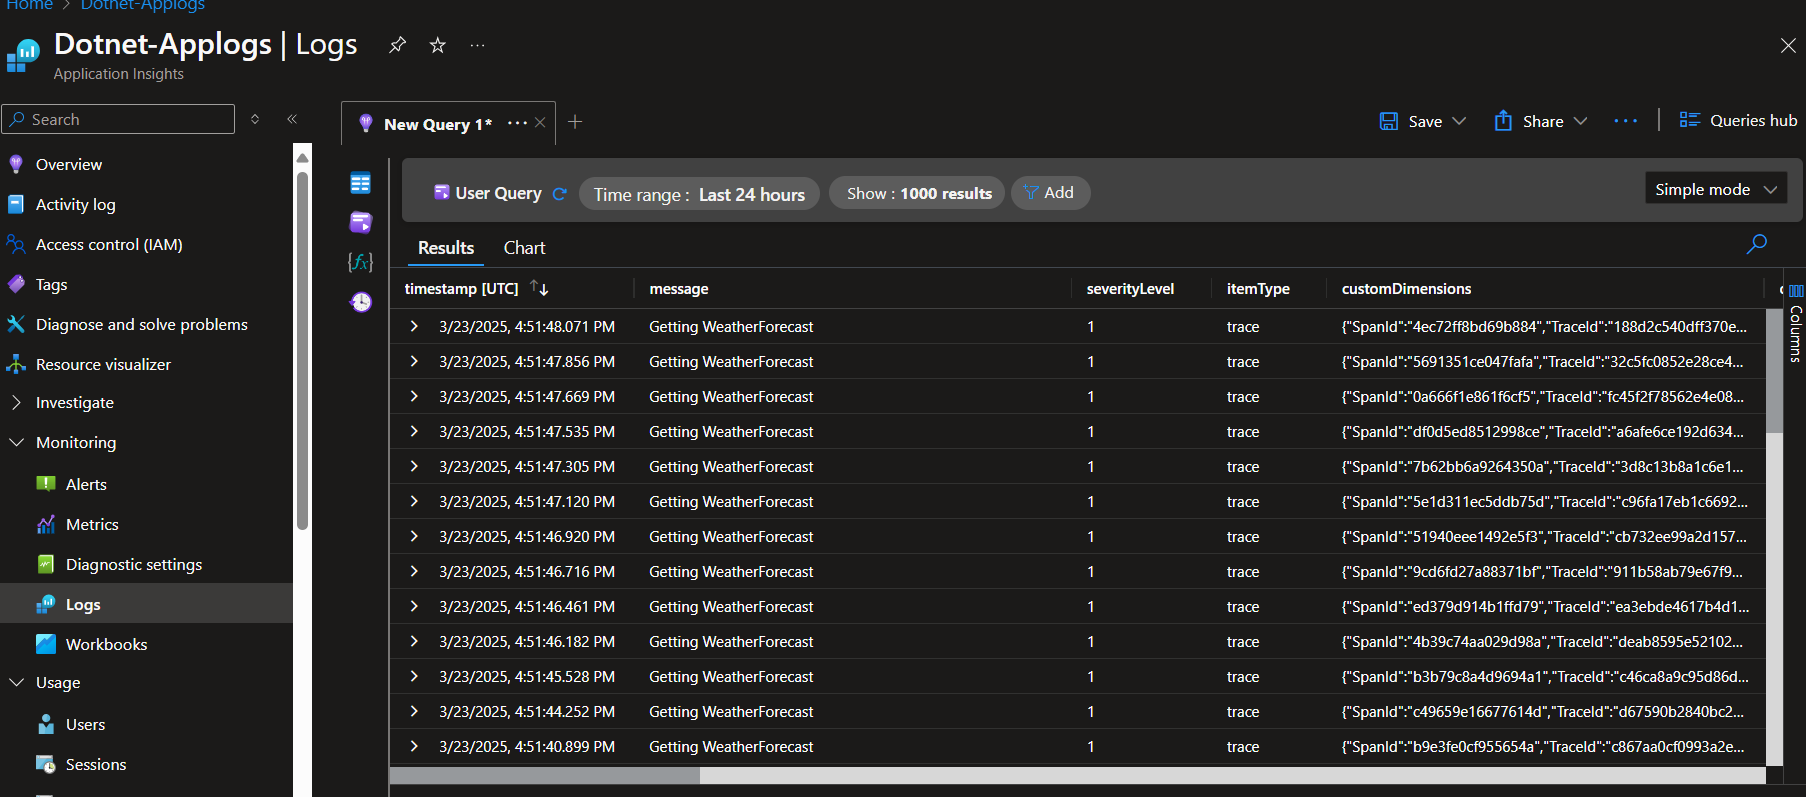 Home > Dotnet-Applogs
Dotnet-Applogs | Logs
Application Insights
Search
Overview
Activity log
Access control (IAM)
Tags
Diagnose and solve problems
Resource visualizer
Investigate
Monitoring
Alerts
Metrics
Diagnostic settings
Logs
Workbooks
Usage
Users
Sessions
New Query 1*
Save
Share
Queries hub
User Query
Time range : Last 24 hours
Show : 1000 results
Add
Simple mode
Results Chart
timestamp [UTC] message severityLevel itemType customDimensions
3/23/2025, 4:51:48.071 PM Getting WeatherForecast 1 trace {"SpanId":"4ec72ff8bd69b884","TraceId":"188d2c540dff370e...
3/23/2025, 4:51:47.856 PM Getting WeatherForecast 1 trace {"SpanId":"5691351ce047fafa","TraceId":"32c5fc0852e28ce4...
3/23/2025, 4:51:47.669 PM Getting WeatherForecast 1 trace {"SpanId":"0a666f1e861f6cf5","TraceId":"fc45f2f78562e4e08...
3/23/2025, 4:51:47.535 PM Getting WeatherForecast 1 trace {"SpanId":"df0d5ed8512998ce","TraceId":"a6afe6ce192d634...
3/23/2025, 4:51:47.305 PM Getting WeatherForecast 1 trace {"SpanId":"7b62bb6a9264350a","TraceId":"3d8c13b8a1c6e1...
3/23/2025, 4:51:47.120 PM Getting WeatherForecast 1 trace {"SpanId":"5e1d311ec5ddb75d","TraceId":"c96fa17eb1c6692...
3/23/2025, 4:51:46.920 PM Getting WeatherForecast 1 trace {"SpanId":"51940eee1492e5f3","TraceId":"cb732ee99a2d157...
3/23/2025, 4:51:46.716 PM Getting WeatherForecast 1 trace {"SpanId":"9cd6fd27a88371bf","TraceId":"911b58ab79e67f9...
3/23/2025, 4:51:46.461 PM Getting WeatherForecast 1 trace {"SpanId":"ed379d914b1ffd79","TraceId":"ea3ebde4617b4d1...
3/23/2025, 4:51:46.182 PM Getting WeatherForecast 1 trace {"SpanId":"4b39c74aa029d98a","TraceId":"deab8595e52102...
3/23/2025, 4:51:45.528 PM Getting WeatherForecast 1 trace {"SpanId":"b3b79c8a4d9694a1","TraceId":"c46ca8a9c95d86d...
3/23/2025, 4:51:44.252 PM Getting WeatherForecast 1 trace {"SpanId":"c49659e16677614d","TraceId":"d67590b2840bc2...
3/23/2025, 4:51:40.899 PM Getting WeatherForecast 1 trace {"SpanId":"b9e3fe0cf955654a","TraceId":"c867aa0cf0993a2e...
Columns